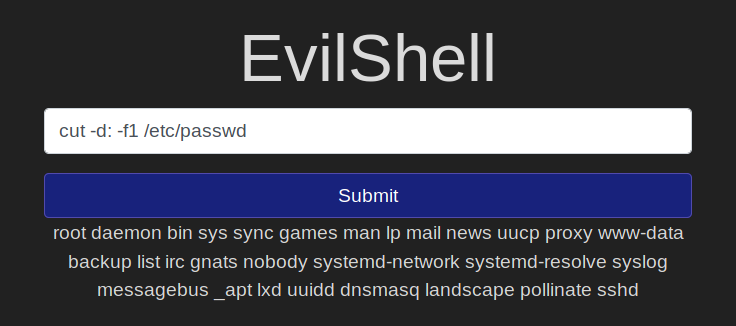 EvilShell
cut -d: -f1 /etc/passwd
Submit
root daemon bin sys sync games man lp mail news uucp proxy www-data
backup list irc gnats nobody systemd-network systemd-resolve syslog
messagebus _apt lxd uuidd dnsmasq landscape pollinate sshd